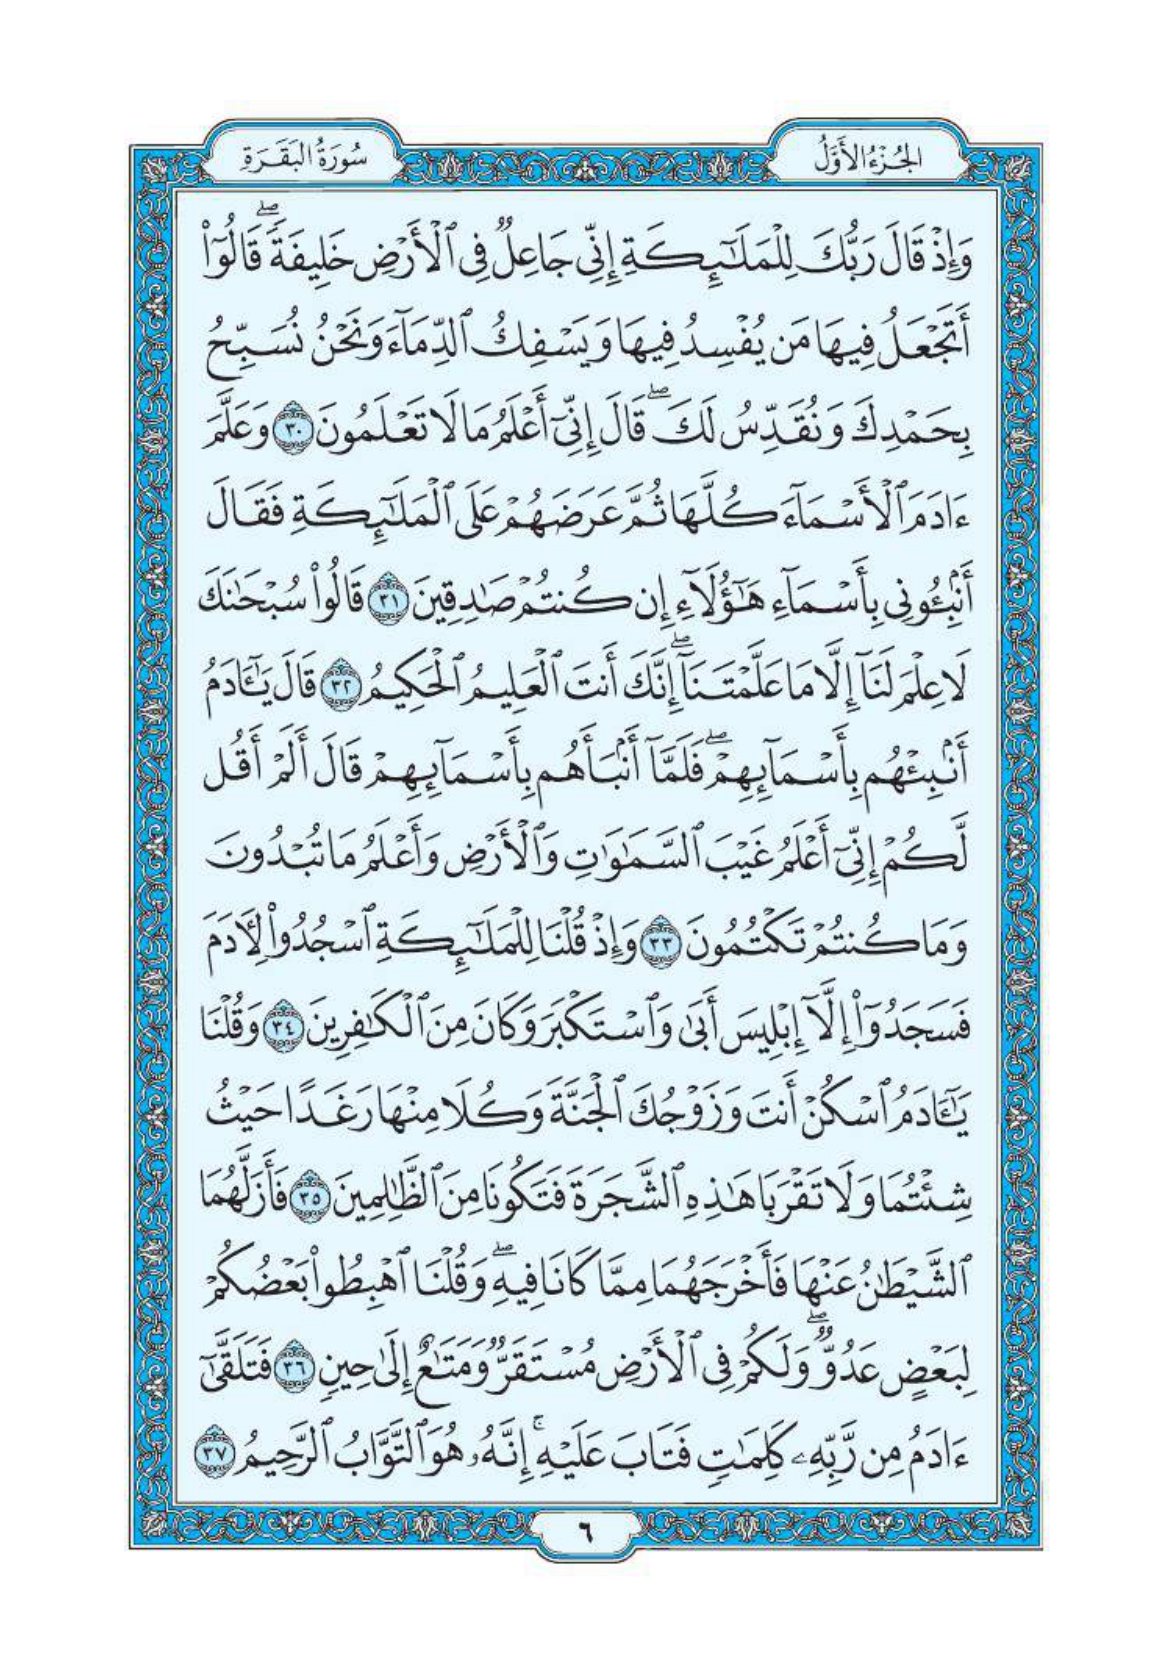 الجُزْءُ الأَوَّلُ
سُورَةُ البَقَرَةِ
وَإِذْ قَالَ رَبُّكَ لِلْمَلَٰٓئِكَةِ إِنِّي جَاعِلٌ فِي ٱلْأَرْضِ خَلِيفَةًۖ قَالُوٓاْ
أَتَجْعَلُ فِيهَا مَن يُفْسِدُ فِيهَا وَيَسْفِكُ ٱلدِّمَآءَ وَنَحْنُ نُسَبِّحُ
بِحَمْدِكَ وَنُقَدِّسُ لَكَۖ قَالَ إِنِّيٓ أَعْلَمُ مَا لَا تَعْلَمُونَ ٣٠ وَعَلَّمَ
ءَادَمَ ٱلْأَسْمَآءَ كُلَّهَا ثُمَّ عَرَضَهُمْ عَلَى ٱلْمَلَٰٓئِكَةِ فَقَالَ
أَنۢبِـُٔونِي بِأَسْمَآءِ هَٰٓؤُلَآءِ إِن كُنتُمْ صَٰدِقِينَ ٣١ قَالُواْ سُبْحَٰنَكَ
لَا عِلْمَ لَنَآ إِلَّا مَا عَلَّمْتَنَآۖ إِنَّكَ أَنتَ ٱلْعَلِيمُ ٱلْحَكِيمُ ٣٢ قَالَ يَٰٓـَٔادَمُ
أَنۢبِئْهُم بِأَسْمَآئِهِمْۖ فَلَمَّآ أَنۢبَأَهُم بِأَسْمَآئِهِمْ قَالَ أَلَمْ أَقُل
لَّكُمْ إِنِّيٓ أَعْلَمُ غَيْبَ ٱلسَّمَٰوَٰتِ وَٱلْأَرْضِ وَأَعْلَمُ مَا تُبْدُونَ
وَمَا كُنتُمْ تَكْتُمُونَ ٣٣ وَإِذْ قُلْنَا لِلْمَلَٰٓئِكَةِ ٱسْجُدُواْ لِأٓدَمَ
فَسَجَدُوٓاْ إِلَّآ إِبْلِيسَ أَبَىٰ وَٱسْتَكْبَرَ وَكَانَ مِنَ ٱلْكَٰفِرِينَ ٣٤ وَقُلْنَا
يَٰٓـَٔادَمُ ٱسْكُنْ أَنتَ وَزَوْجُكَ ٱلْجَنَّةَ وَكُلَا مِنْهَا رَغَدًا حَيْثُ
شِئْتُمَا وَلَا تَقْرَبَا هَٰذِهِ ٱلشَّجَرَةَ فَتَكُونَا مِنَ ٱلظَّٰلِمِينَ ٣٥ فَأَزَلَّهُمَا
ٱلشَّيْطَٰنُ عَنْهَا فَأَخْرَجَهُمَا مِمَّا كَانَا فِيهِۖ وَقُلْنَا ٱهْبِطُواْ بَعْضُكُمْ
لِبَعْضٍ عَدُوٌّۖ وَلَكُمْ فِي ٱلْأَرْضِ مُسْتَقَرٌّ وَمَتَٰعٌ إِلَىٰ حِينٍ ٣٦ فَتَلَقَّىٰٓ
ءَادَمُ مِن رَّبِّهِۦ كَلِمَٰتٍ فَتَابَ عَلَيْهِۚ إِنَّهُۥ هُوَ ٱلتَّوَّابُ ٱلرَّحِيمُ ٣٧
٦